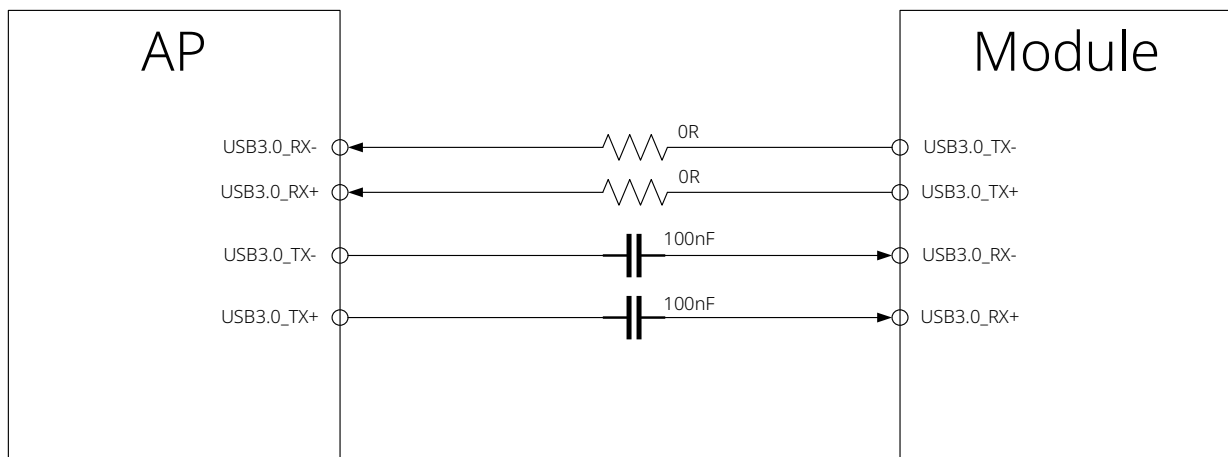 AP
Module
0R
USB3.0_RX-
USB3.0_TX-
0R
USB3.0_RX+
USB3.0_TX+
100nF
USB3.0_TX-
USB3.0_RX-
100nF
USB3.0_TX+
USB3.0_RX+